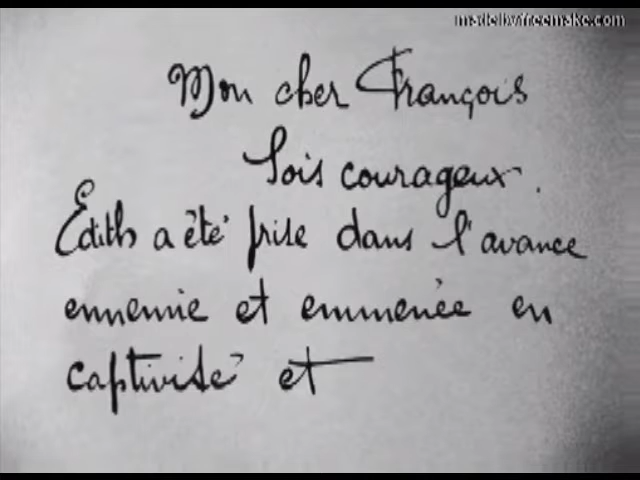 madebyfreemake.com
Mon cher François
Sois courageux.
Edith a été prise dans l'avance
ennemie et emmenée en
captivité et